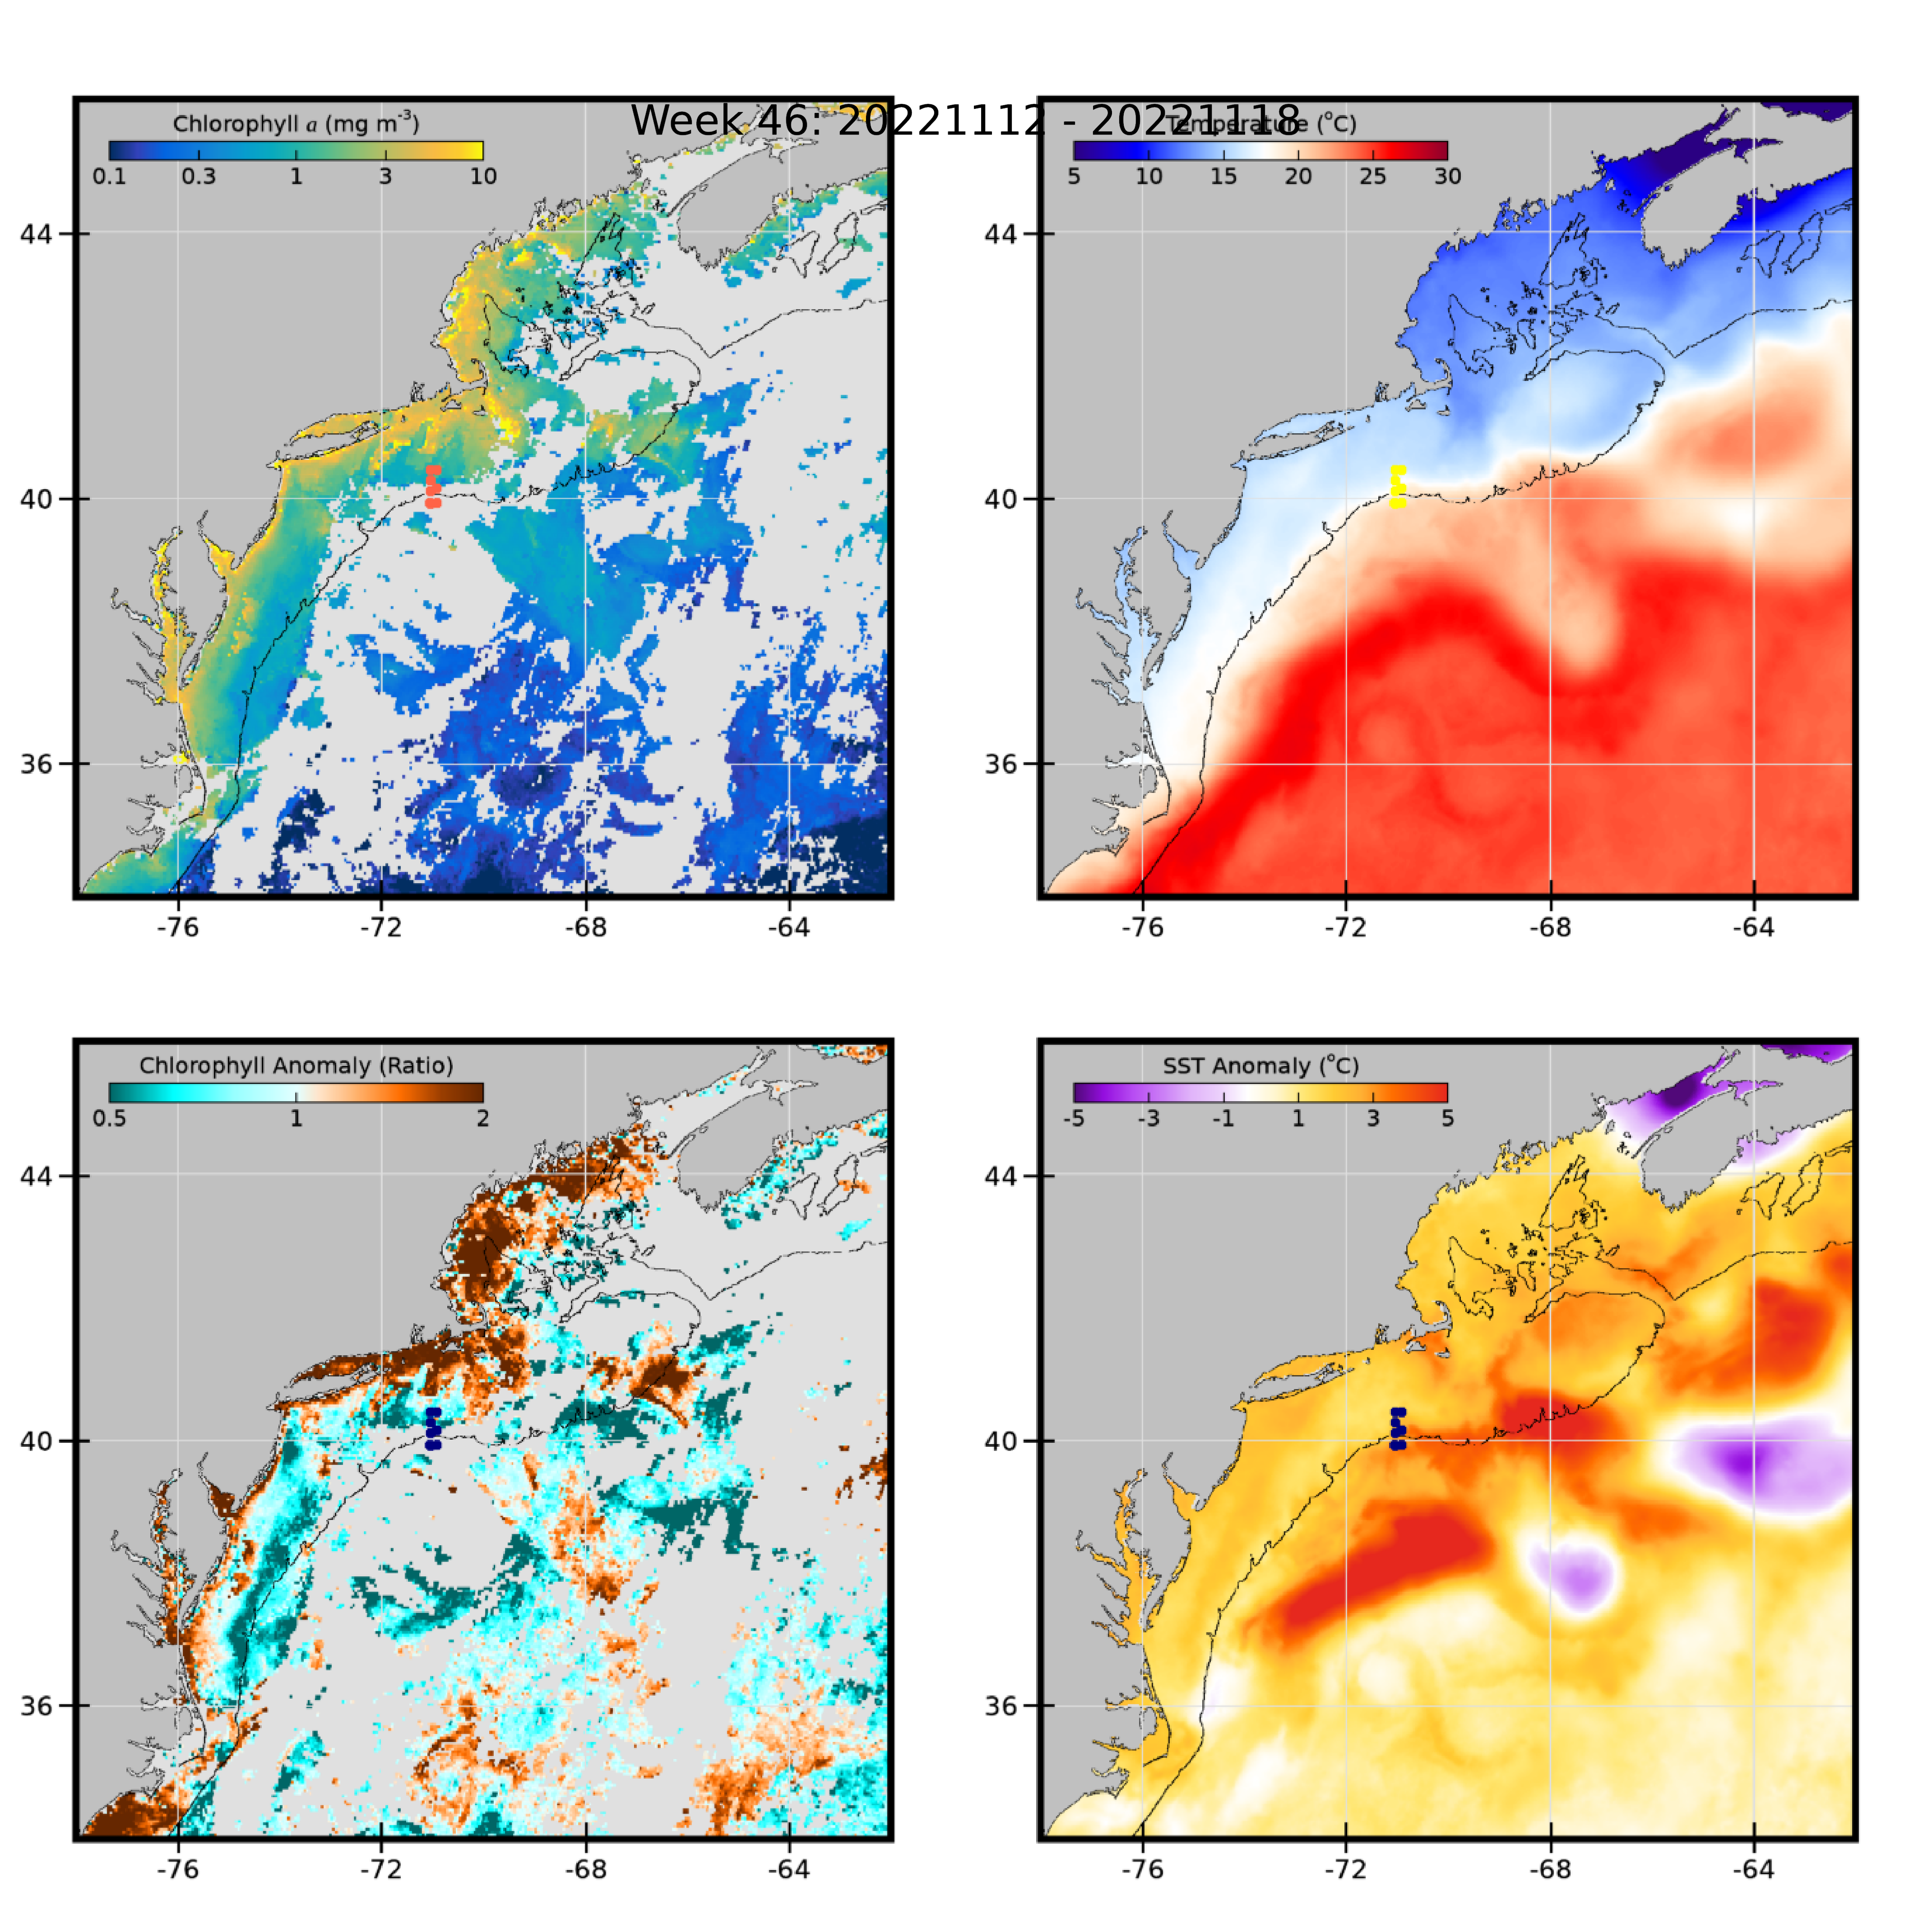 Week 46: 20221112 - 20221118
Chlorophyll a (mg m-3)
0.1 0.3 1 3 10
44
40
36
-76 -72 -68 -64
Temperature (oC)
5 10 15 20 25 30
44
40
36
-76 -72 -68 -64
Chlorophyll Anomaly (Ratio)
0.5 1 2
44
40
36
-76 -72 -68 -64
SST Anomaly (oC)
-5 -3 -1 1 3 5
44
40
36
-76 -72 -68 -64